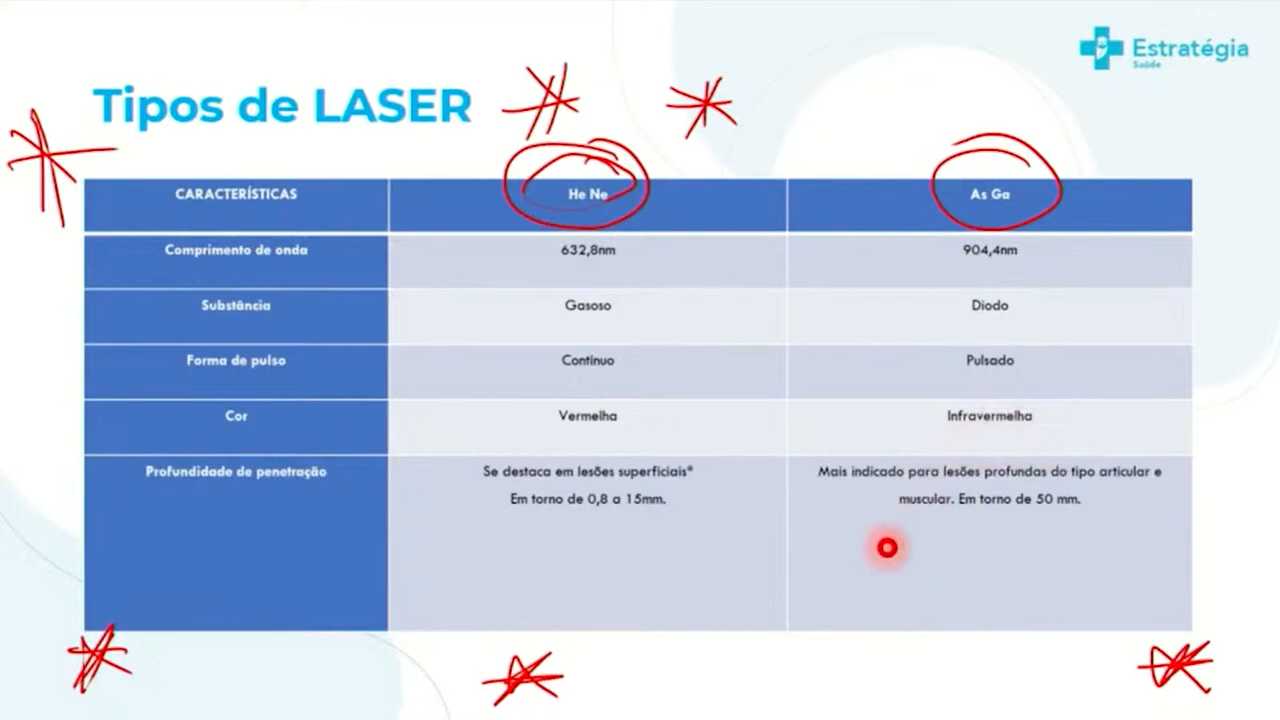 Estratégia
Saúde
Tipos de LASER
CARACTERÍSTICAS
He Ne
As Ga
Comprimento de onda
632,8nm
904,4nm
Substância
Gasoso
Diodo
Forma de pulso
Contínuo
Pulsado
Cor
Vermelha
Infravermelha
Profundidade de penetração
Se destaca em lesões superficiais*
Em torno de 0,8 a 15mm.
Mais indicado para lesões profundas do tipo articular e
muscular. Em torno de 50 mm.